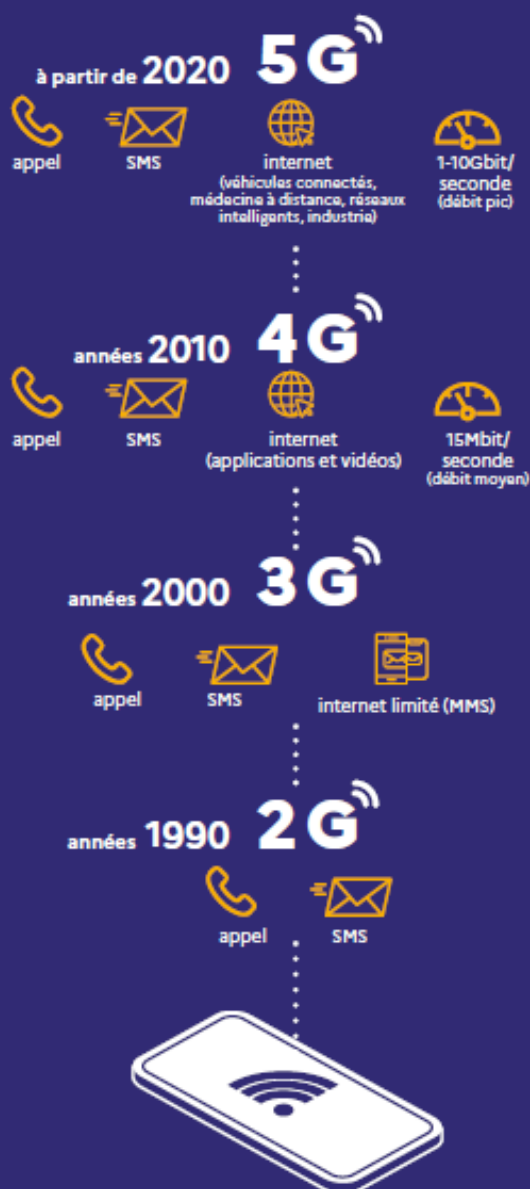 à partir de 2020 5G
appel
SMS
internet
(véhicules connectés,
médecine à distance, réseaux
intelligents, industrie)
1-10Gbit/
seconde
(débit pic)
années 2010 4G
appel
SMS
internet
(applications et vidéos)
15Mbit/
seconde
(débit moyen)
années 2000 3G
appel
SMS
internet limité (MMS)
années 1990 2G
appel
SMS